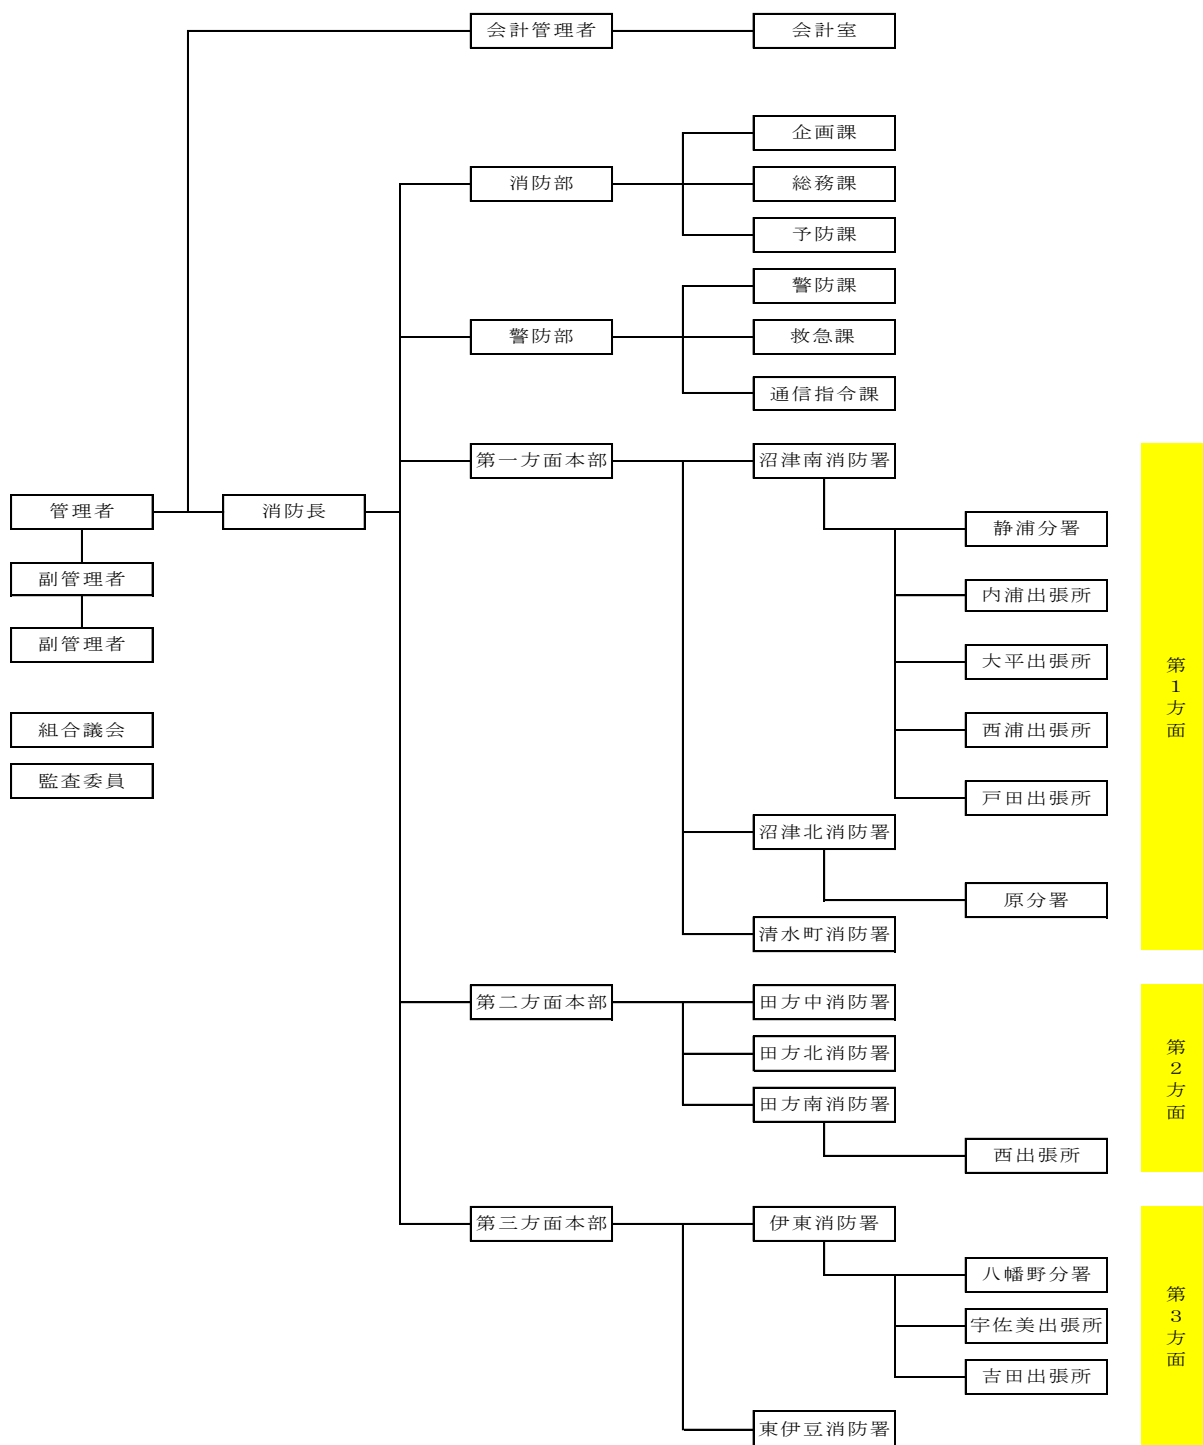 会計管理者
会計室
企画課
消防部
総務課
予防課
警防課
警防部
救急課
通信指令課
第一方面本部
沼津南消防署
管理者
消防長
静浦分署
副管理者
内浦出張所
副管理者
大平出張所
第1方面
組合議会
西浦出張所
監査委員
戸田出張所
沼津北消防署
原分署
清水町消防署
第二方面本部
田方中消防署
田方北消防署
第2方面
田方南消防署
西出張所
第三方面本部
伊東消防署
八幡野分署
第3方面
宇佐美出張所
吉田出張所
東伊豆消防署